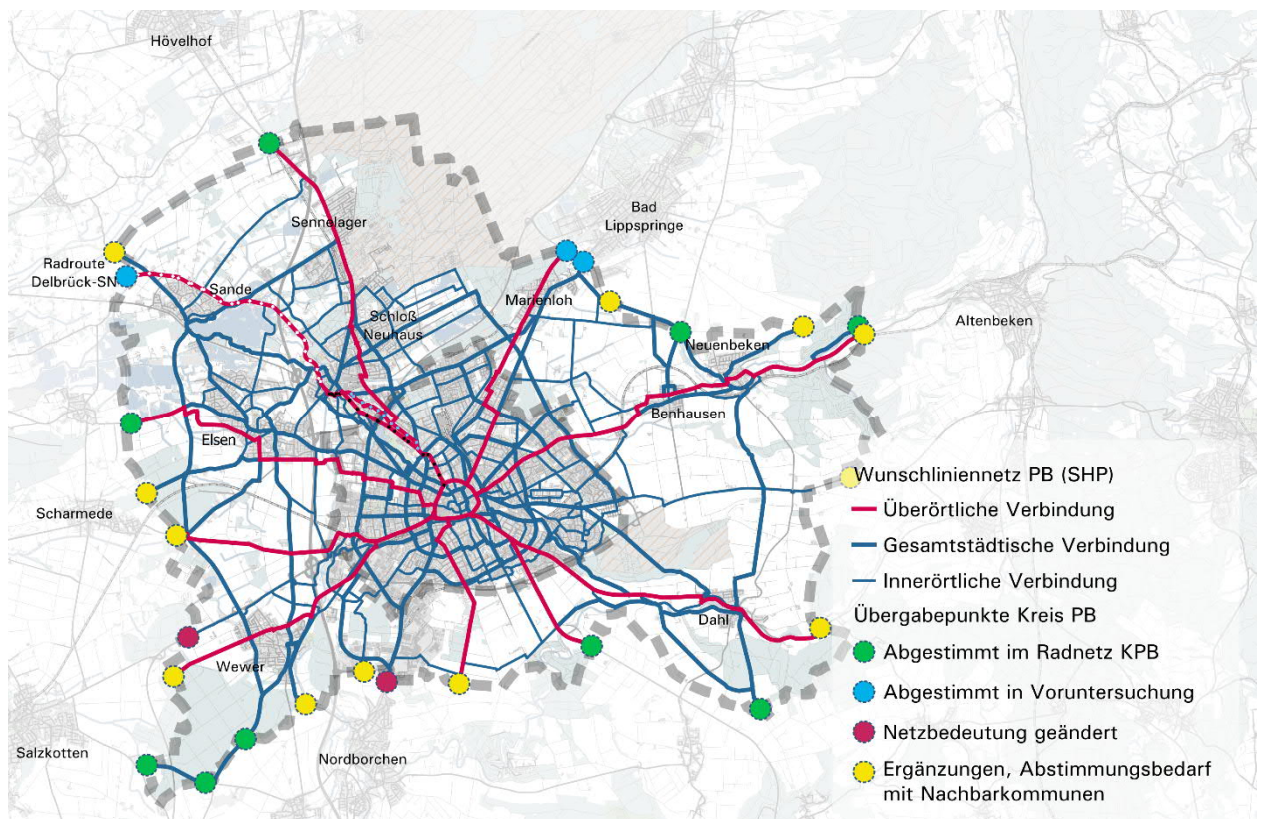 Hövelhof
Sennelager
Bad
Lippspringe
Radroute
Delbrück-SN
Sande
Marienloh
Schloß
Neuhaus
Altenbeken
Neuenbeken
Benhausen
Elsen
Scharmede
Dahl
Wewer
Salzkotten
Nordborchen
Wunschliniennetz PB (SHP)
Überörtliche Verbindung
Gesamtstädtische Verbindung
Innerörtliche Verbindung
Übergabepunkte Kreis PB
Abgestimmt im Radnetz KPB
Abgestimmt in Voruntersuchung
Netzbedeutung geändert
Ergänzungen, Abstimmungsbedarf
mit Nachbarkommunen